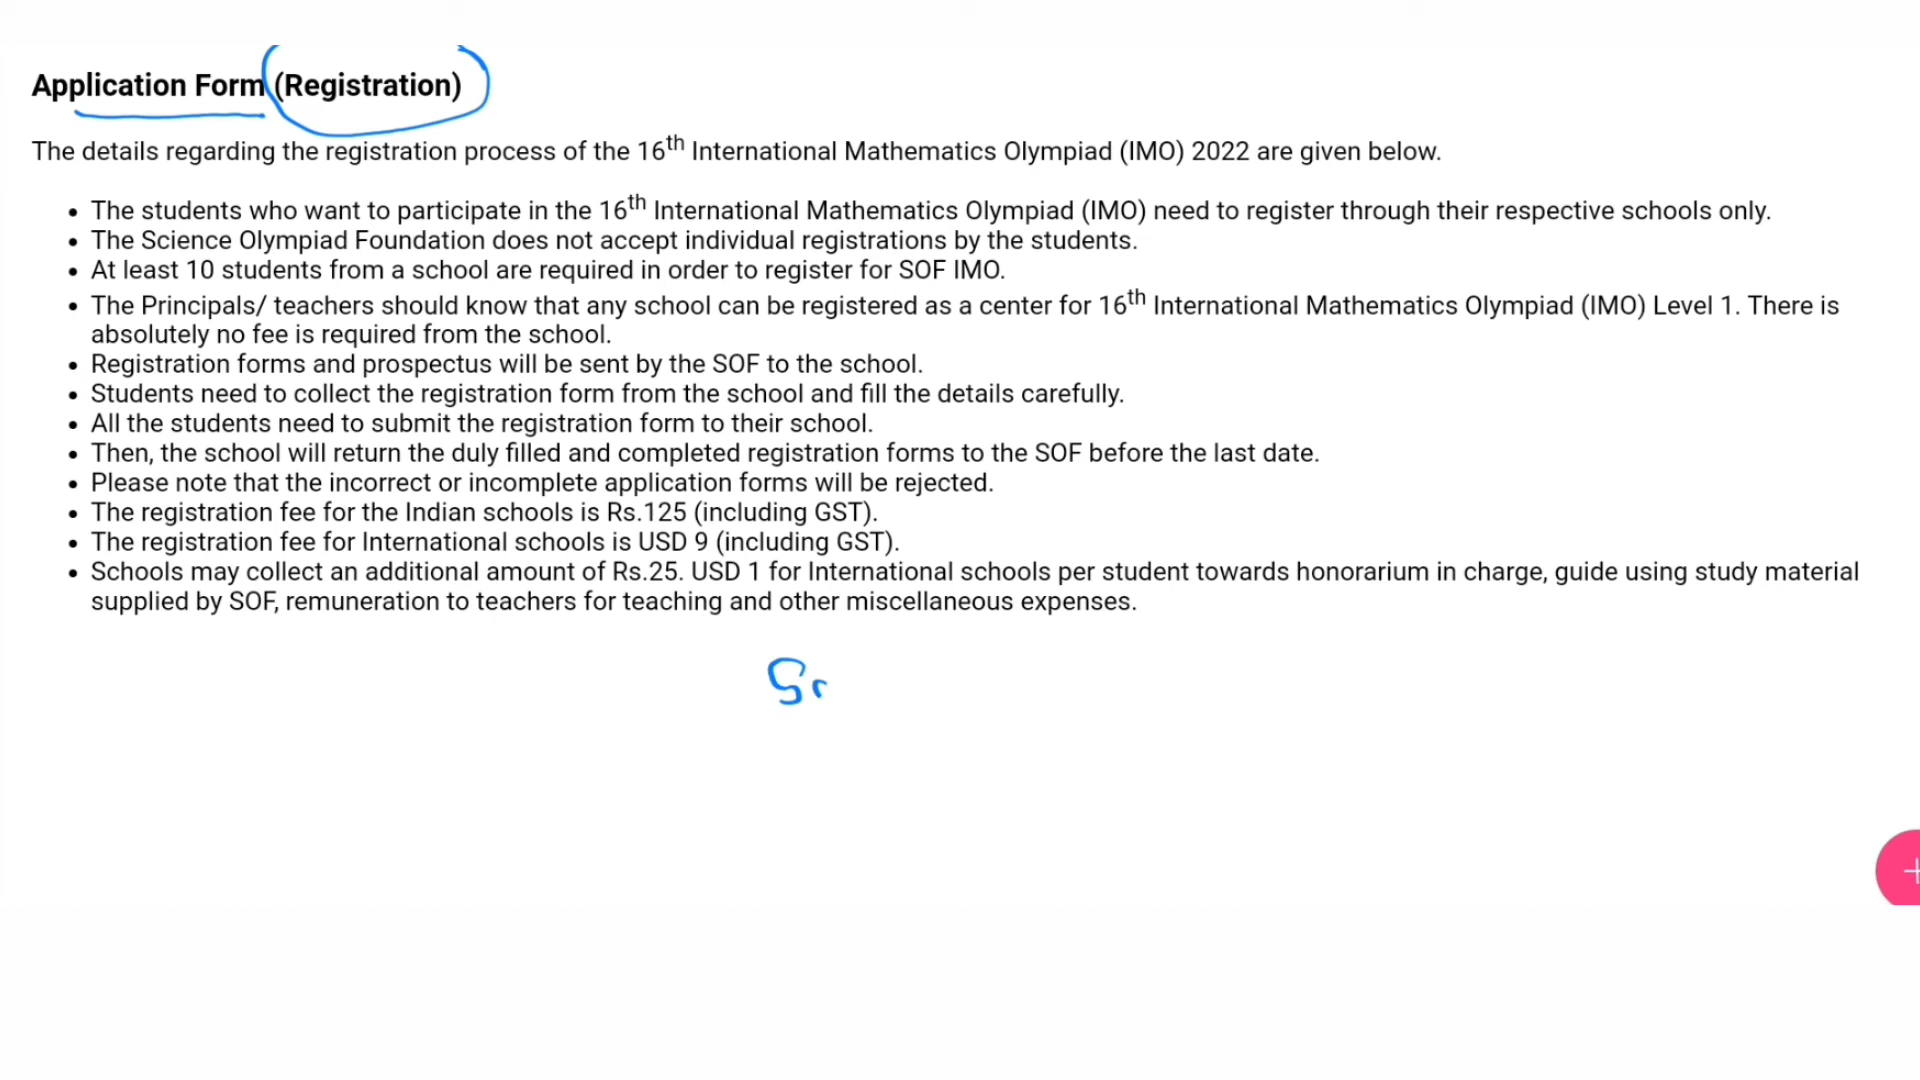 Application Form (Registration)
The details regarding the registration process of the 16th International Mathematics Olympiad (IMO) 2022 are given below.
• The students who want to participate in the 16th International Mathematics Olympiad (IMO) need to register through their respective schools only.
• The Science Olympiad Foundation does not accept individual registrations by the students.
• At least 10 students from a school are required in order to register for SOF IMO.
• The Principals/ teachers should know that any school can be registered as a center for 16th International Mathematics Olympiad (IMO) Level 1. There is
absolutely no fee is required from the school.
• Registration forms and prospectus will be sent by the SOF to the school.
• Students need to collect the registration form from the school and fill the details carefully.
• All the students need to submit the registration form to their school.
• Then, the school will return the duly filled and completed registration forms to the SOF before the last date.
• Please note that the incorrect or incomplete application forms will be rejected.
• The registration fee for the Indian schools is Rs.125 (including GST).
• The registration fee for International schools is USD 9 (including GST).
• Schools may collect an additional amount of Rs.25. USD 1 for International schools per student towards honorarium in charge, guide using study material
supplied by SOF, remuneration to teachers for teaching and other miscellaneous expenses.